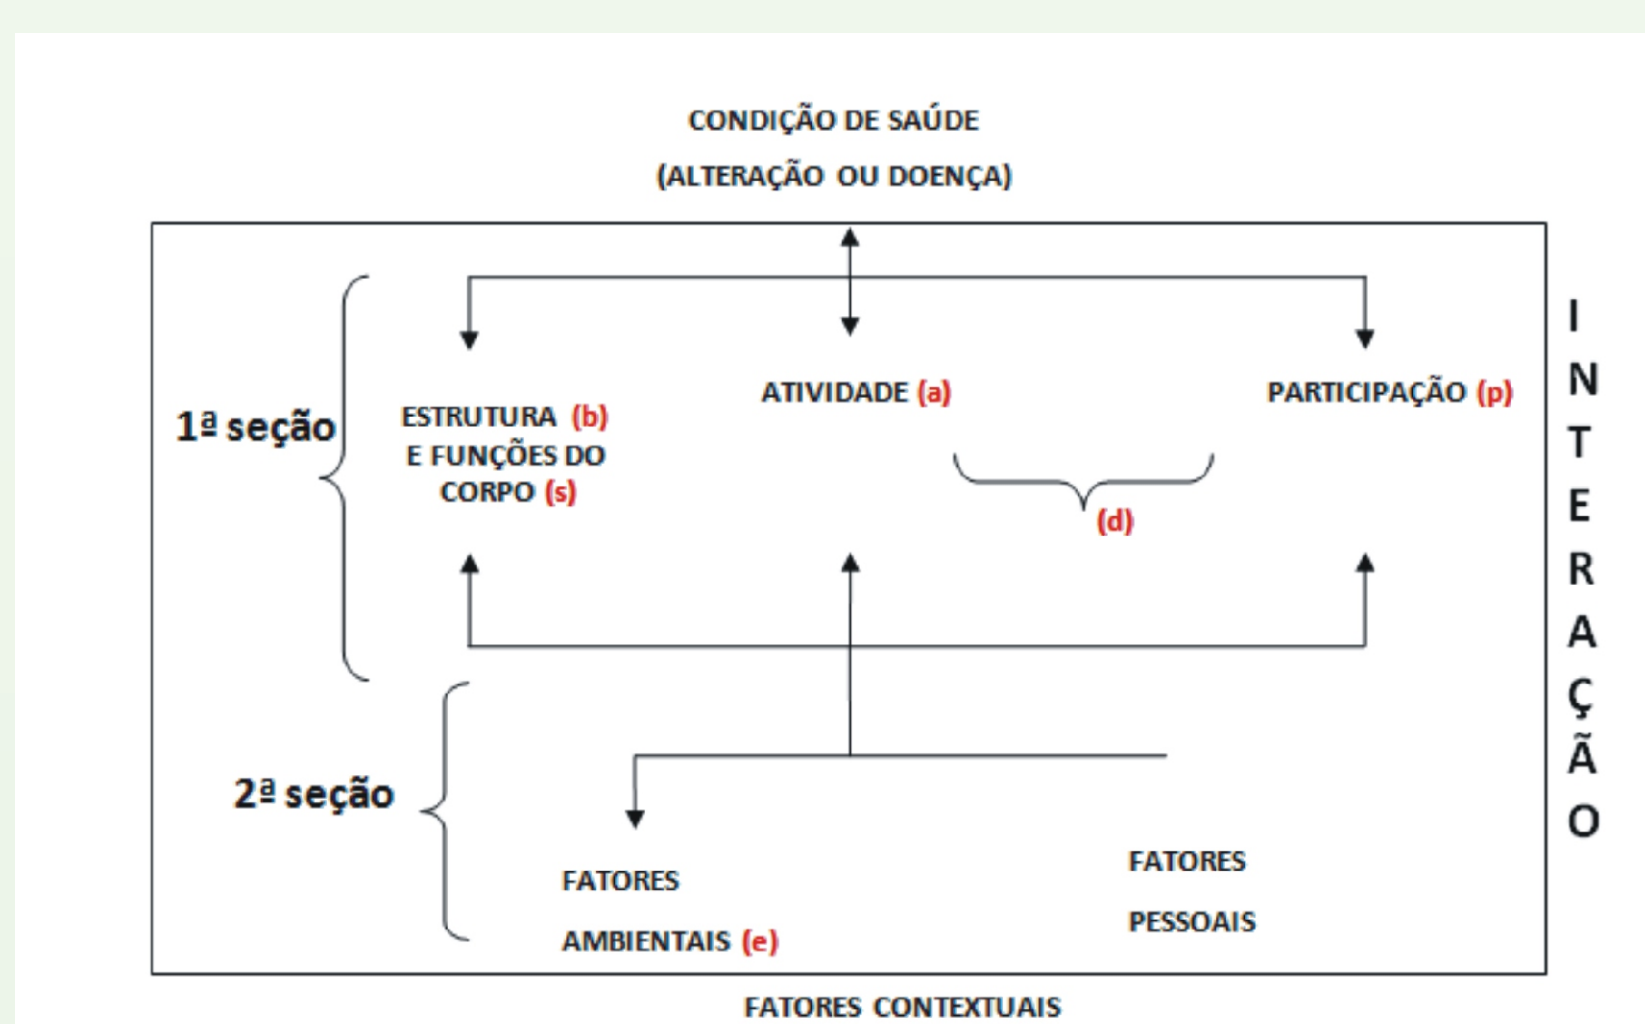 CONDIÇÃO DE SAÚDE
(ALTERAÇÃO OU DOENÇA)
1ª seção
ESTRUTURA (b)
E FUNÇÕES DO
CORPO (s)
ATIVIDADE (a)
PARTICIPAÇÃO (p)
(d)
2ª seção
FATORES
AMBIENTAIS (e)
FATORES
PESSOAIS
FATORES CONTEXTUAIS
I
N
T
E
R
A
Ç
Ã
O